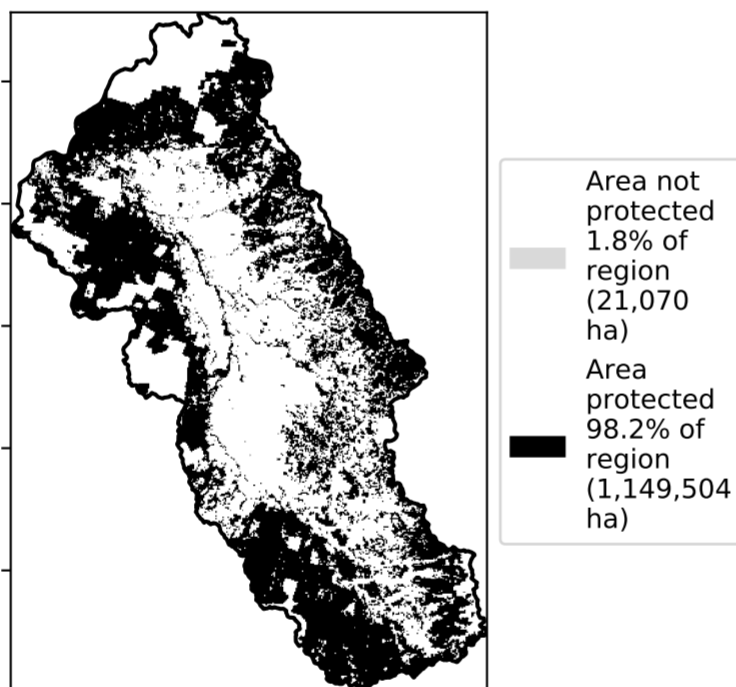 Area not
protected
1.8% of
region
(21,070
ha)
Area
protected
98.2% of
region
(1,149,504
ha)